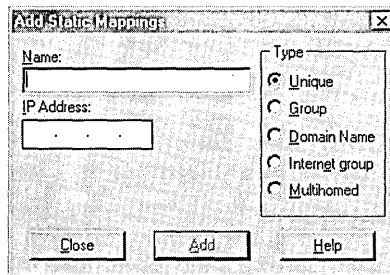 Add Static Mappings
Name:
IP Address:
Type
Unique
Group
Domain Name
Internet group
Multihomed
Close
Add
Help